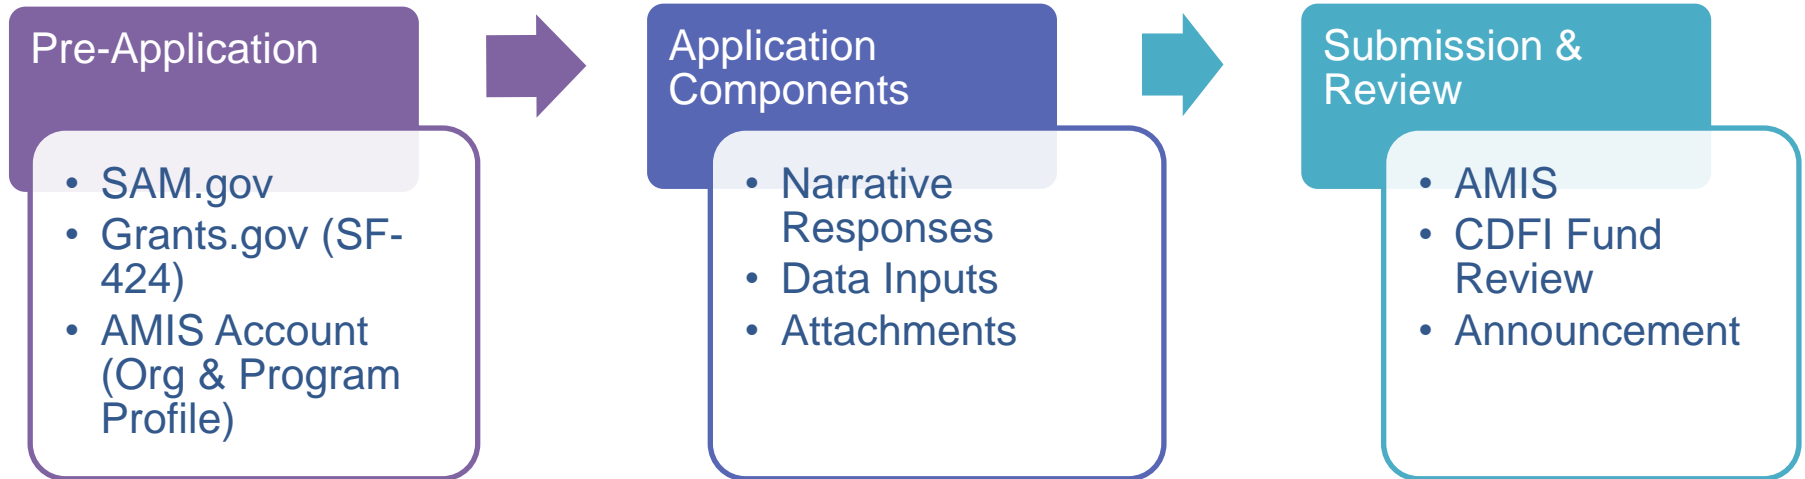 Pre-Application
• SAM.gov
• Grants.gov (SF-
424)
• AMIS Account
(Org & Program
Profile)
Application
Components
• Narrative
Responses
• Data Inputs
• Attachments
Submission &
Review
• AMIS
• CDFI Fund
Review
• Announcement